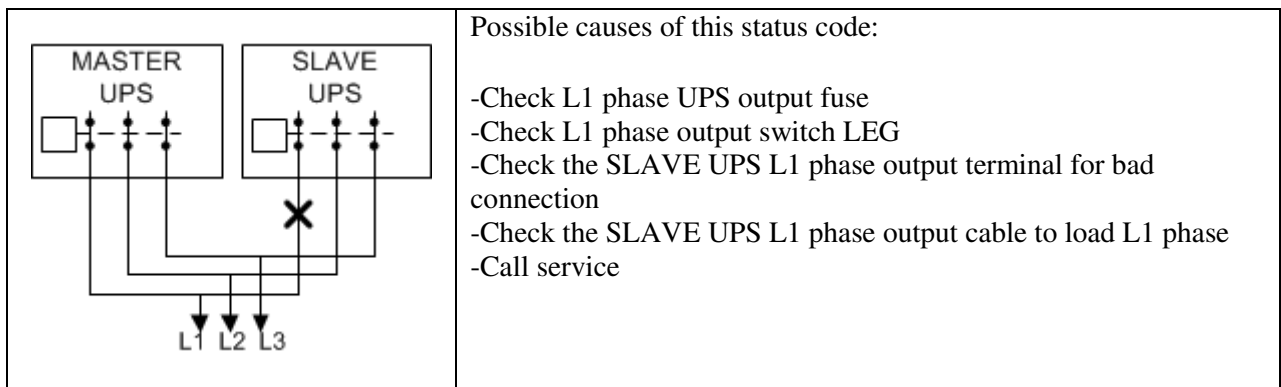 MASTER
UPS
SLAVE
UPS
L1 L2 L3
Possible causes of this status code:
-Check L1 phase UPS output fuse
-Check L1 phase output switch LEG
-Check the SLAVE UPS L1 phase output terminal for bad
connection
-Check the SLAVE UPS L1 phase output cable to load L1 phase
-Call service